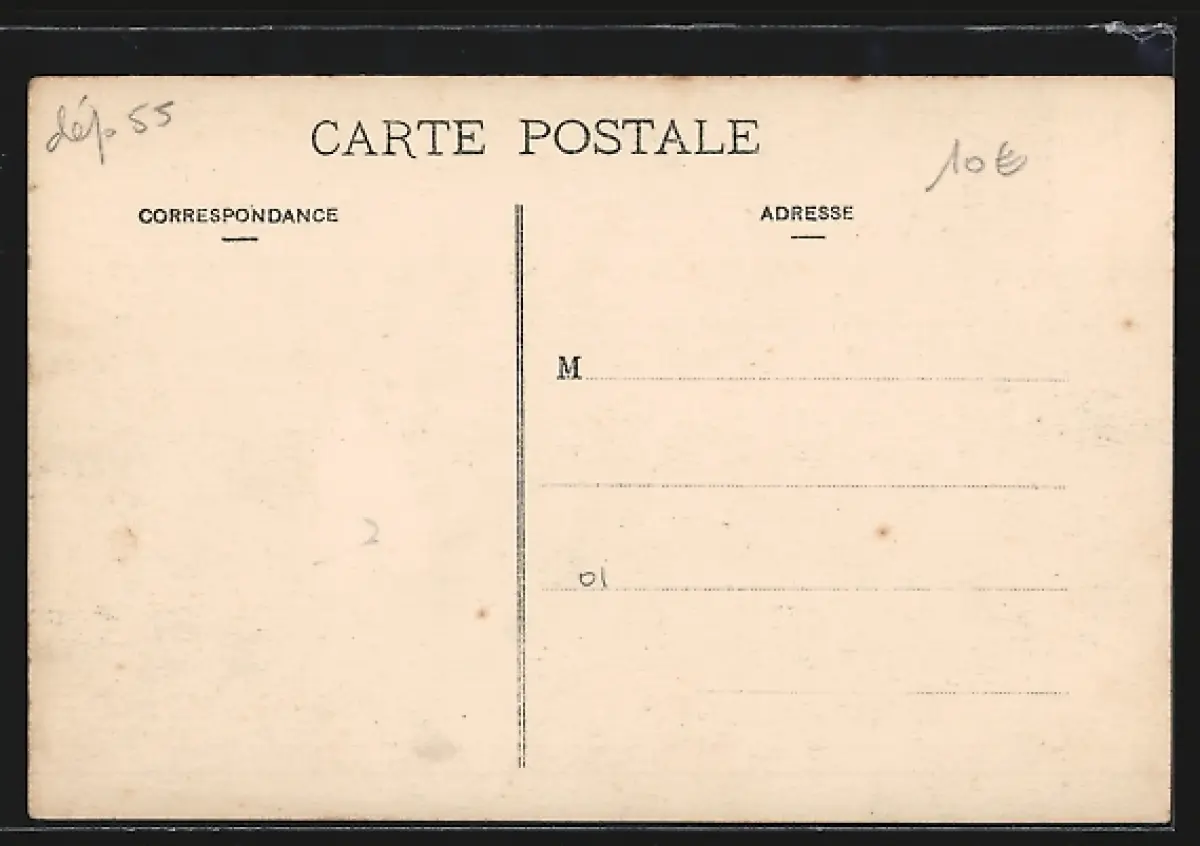 dép 55
CARTE POSTALE
10€
CORRESPONDANCE
ADRESSE
M
2
01